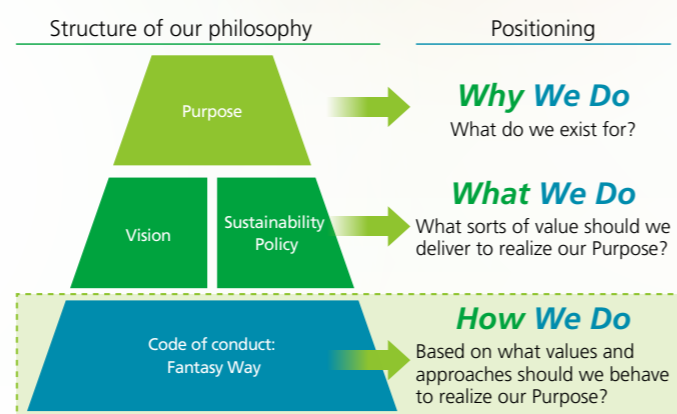 Structure of our philosophy
Positioning
Purpose
Why We Do
What do we exist for?
Vision
Sustainability
Policy
What We Do
What sorts of value should we
deliver to realize our Purpose?
Code of conduct:
Fantasy Way
How We Do
Based on what values and
approaches should we behave
to realize our Purpose?